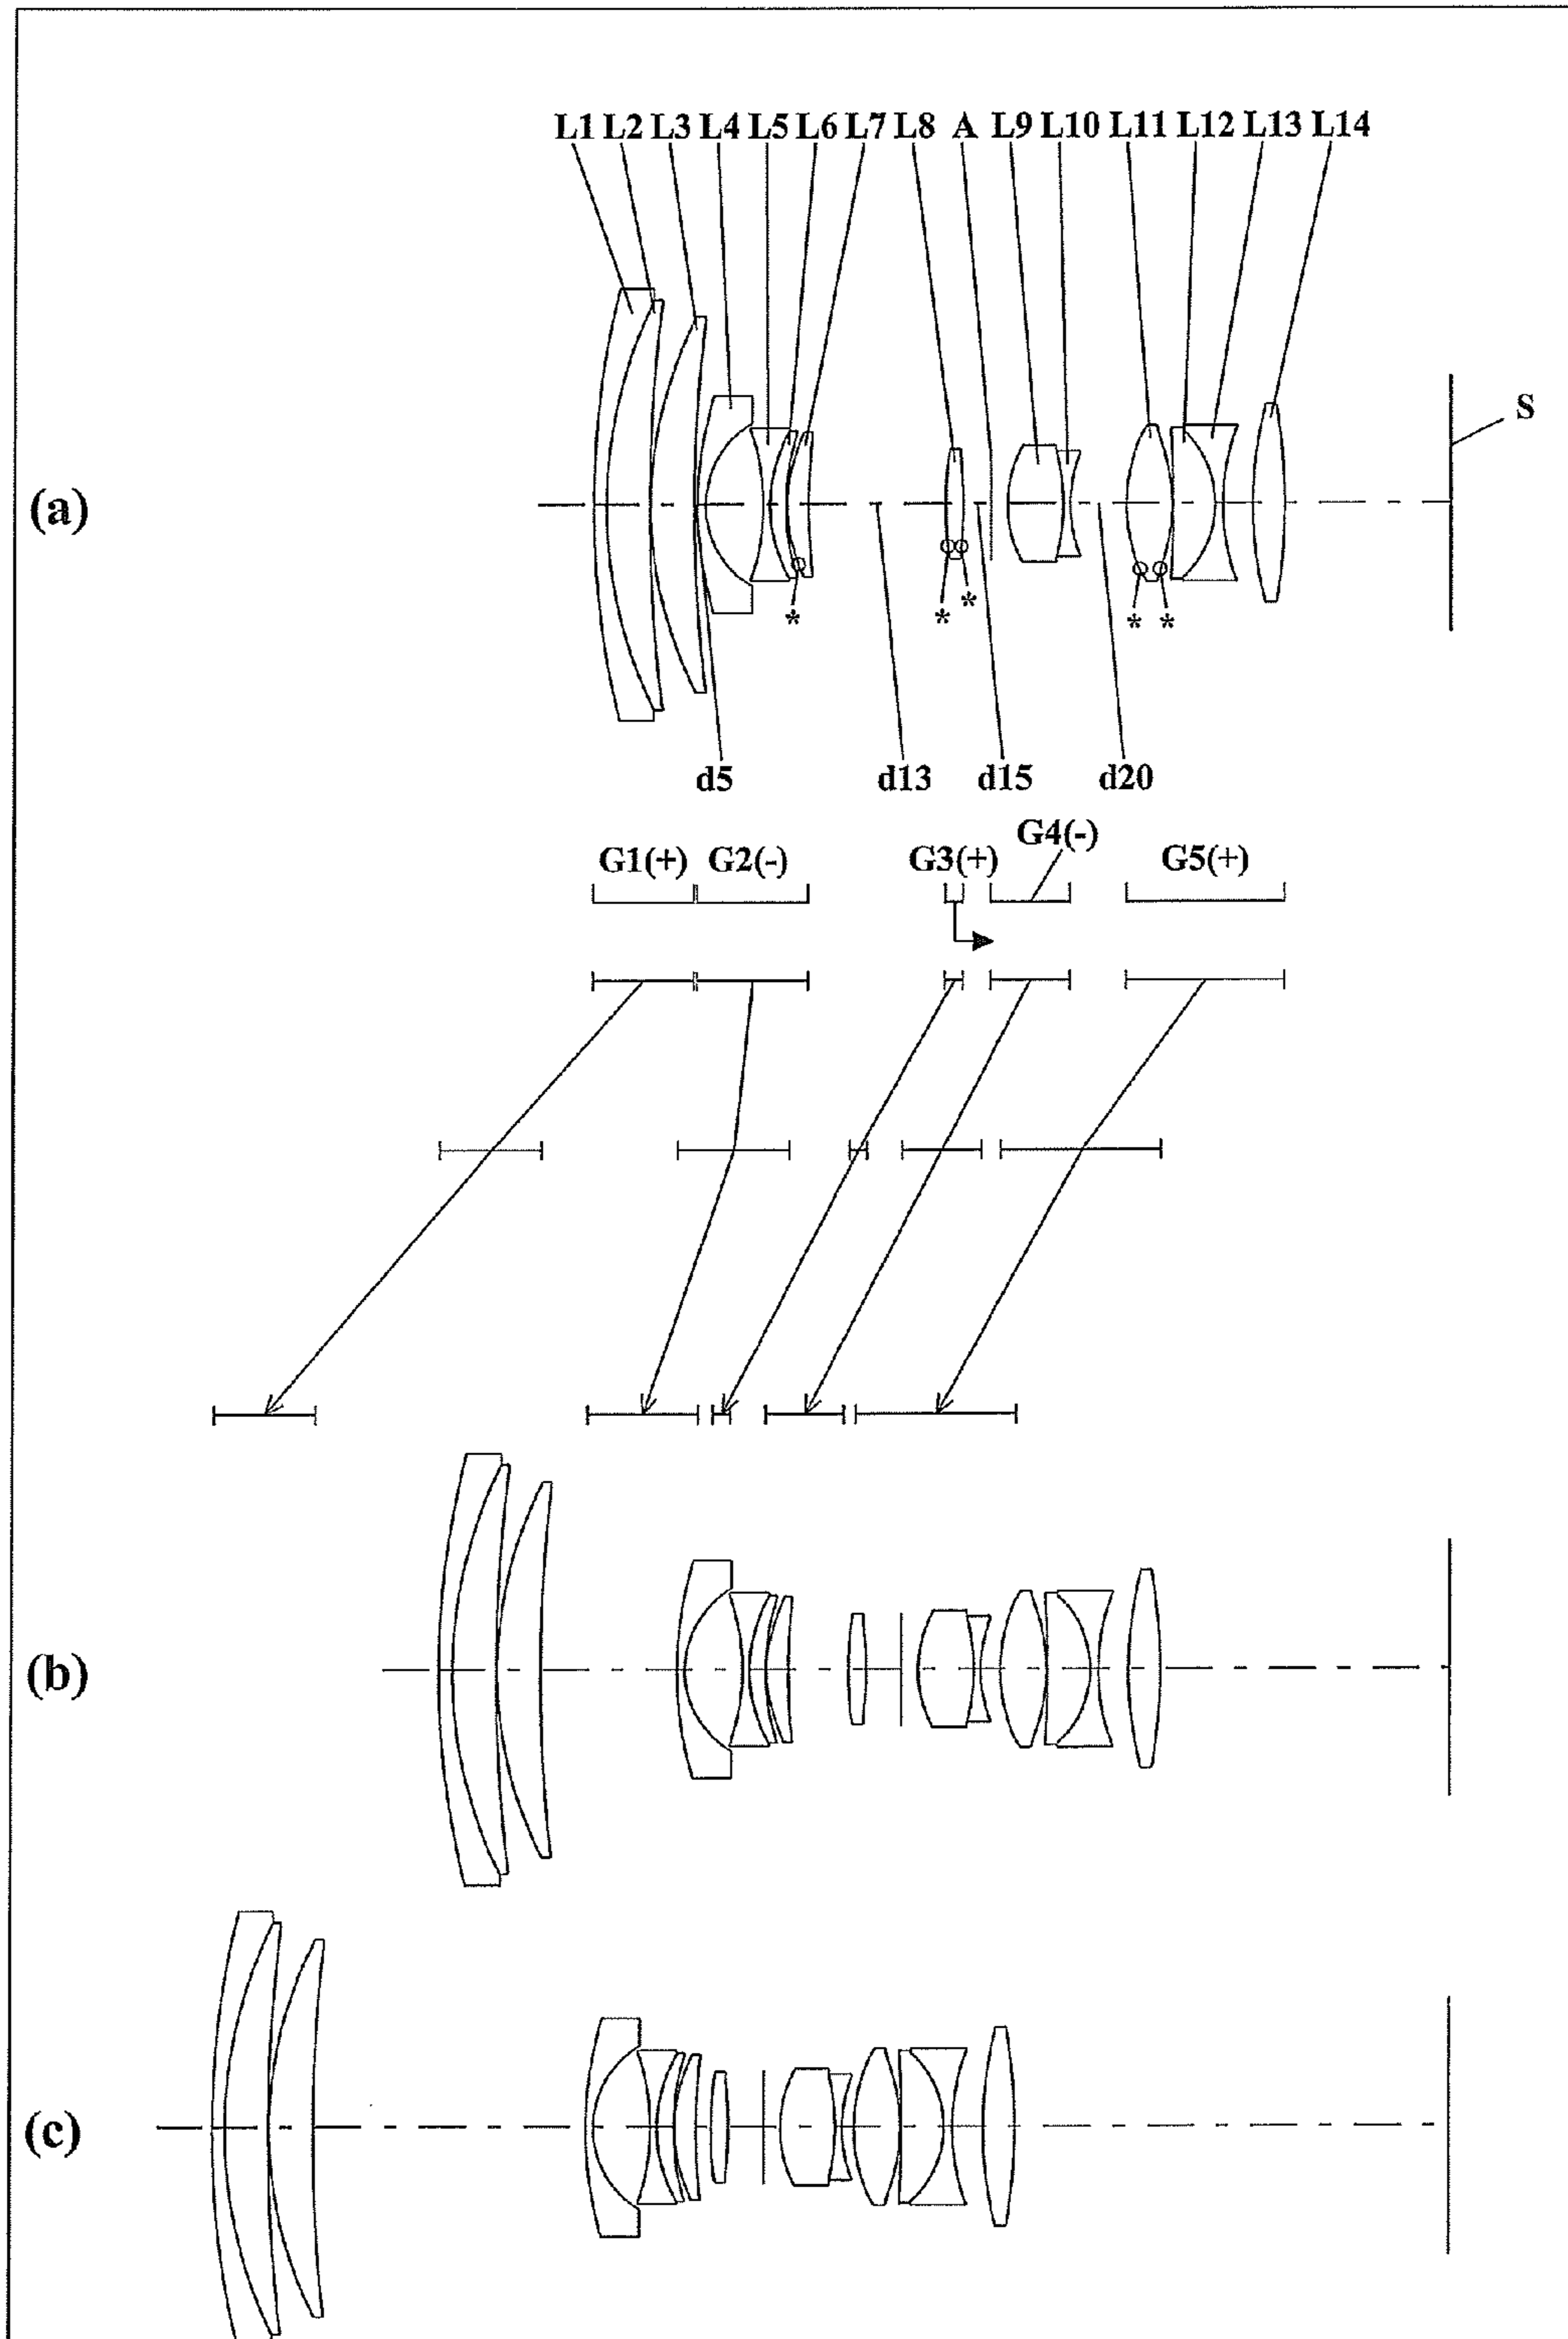 L1 L2 L3 L4 L5 L6 L7 L8 A L9 L10 L11 L12 L13 L14
S
(a)
* * * * *
d5 d13 d15 d20
G1(+) G2(-) G3(+) G4(-) G5(+)
(b)
(c)